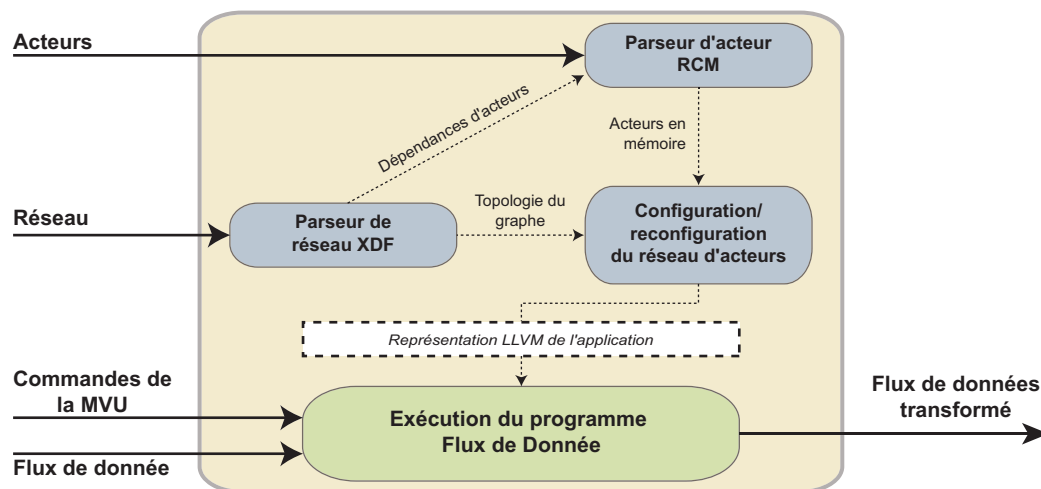 Acteurs
Parseur d'acteur
RCM
Dépendances d'acteurs
Acteurs en
mémoire
Réseau
Parseur de
réseau XDF
Topologie du
graphe
Configuration/
reconfiguration
du réseau d'acteurs
Représentation LLVM de l'application
Commandes de
la MVU
Exécution du programme
Flux de Donnée
Flux de données
transformé
Flux de donnée